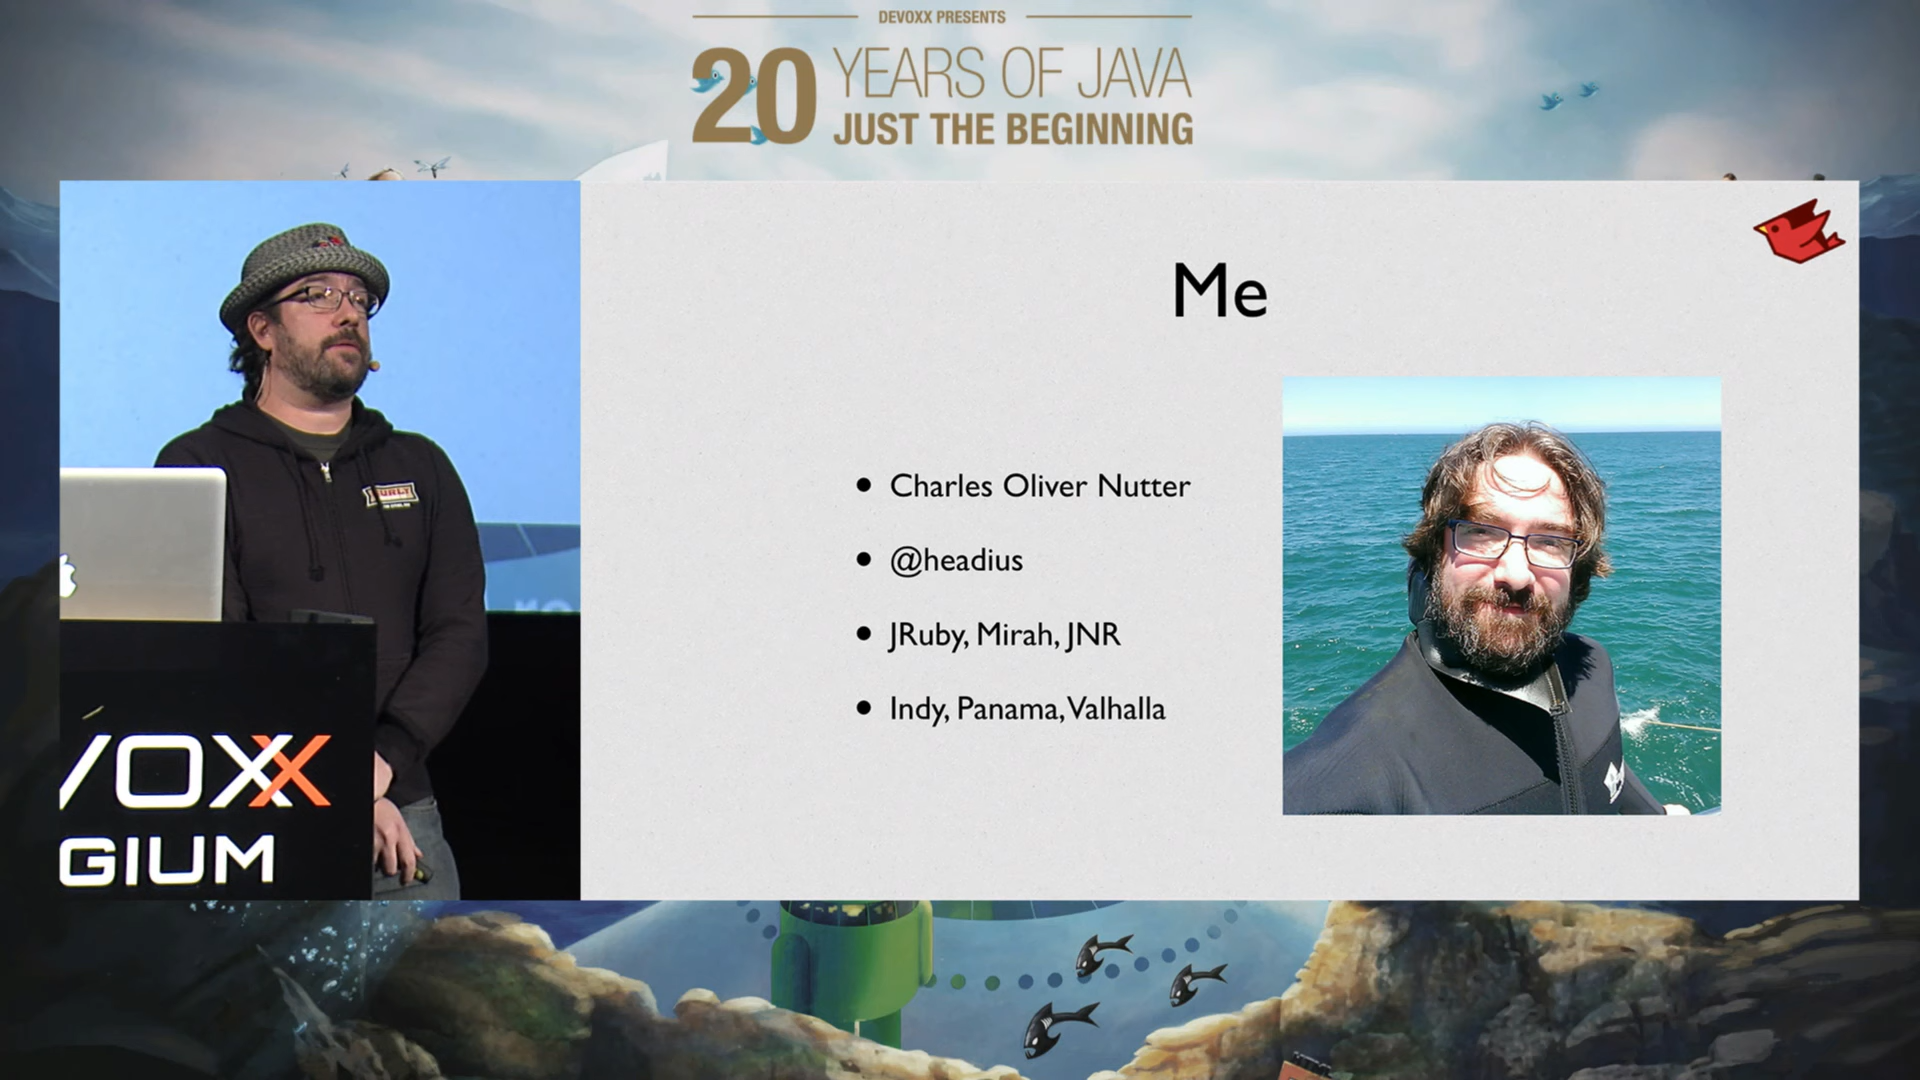 DEVOXX PRESENTS
20 YEARS OF JAVA
JUST THE BEGINNING
Me
• Charles Oliver Nutter
• @headius
• JRuby, Mirah, JNR
• Indy, Panama, Valhalla
VOXX
GIUM